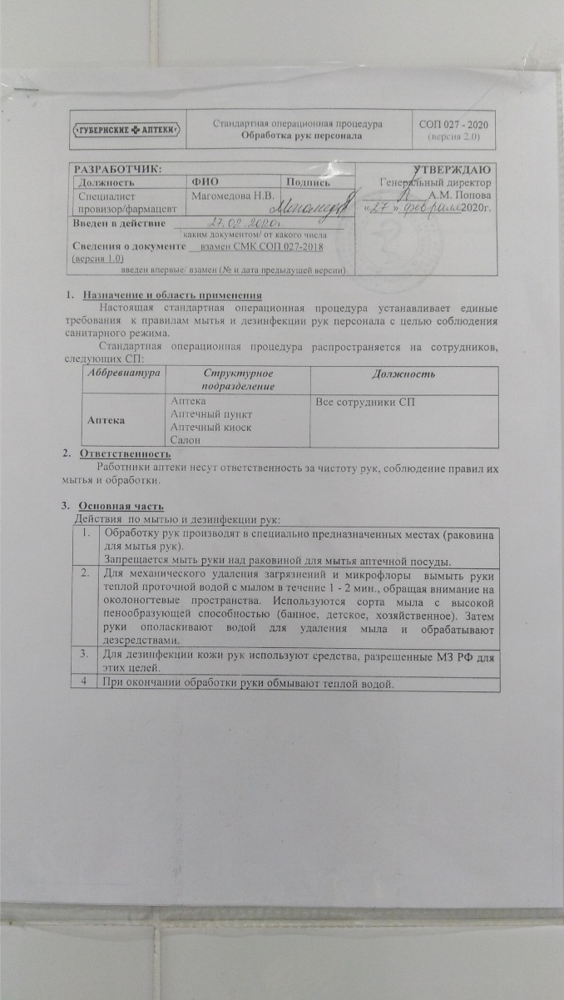 ГУБЕРНСКИЕ АПТЕКИ
Стандартная операционная процедура
Обработка рук персонала
СОП 027 - 2020
(версия 2.0)
РАЗРАБОТЧИК:
Должность ФИО Подпись
Специалист провизор/фармацевт
Магомедова Н.В.
УТВЕРЖДАЮ
Генеральный директор
А.М. Попова
«27» февраля 2020г.
Введен в действие 27.02.2020г.
каким документом/ от какого числа
Сведения о документе взамен СМК СОП 027-2018
(версия 1.0)
введен впервые/ взамен (№ и дата предыдущей версии)
1. Назначение и область применения
Настоящая стандартная операционная процедура устанавливает единые
требования к правилам мытья и дезинфекции рук персонала с целью соблюдения
санитарного режима.
Стандартная операционная процедура распространяется на сотрудников,
следующих СП:
Аббревиатура Структурное подразделение Должность
Аптека
Аптека
Аптечный пункт
Аптечный киоск
Салон
Все сотрудники СП
2. Ответственность
Работники аптеки несут ответственность за чистоту рук, соблюдение правил их
мытья и обработки.
3. Основная часть
Действия по мытью и дезинфекции рук:
1. Обработку рук производят в специально предназначенных местах (раковина
для мытья рук).
Запрещается мыть руки над раковиной для мытья аптечной посуды.
2. Для механического удаления загрязнений и микрофлоры вымыть руки
теплой проточной водой с мылом в течение 1 - 2 мин., обращая внимание на
околоногтевые пространства. Используются сорта мыла с высокой
пенообразующей способностью (банное, детское, хозяйственное). Затем
руки ополаскивают водой для удаления мыла и обрабатывают
дезсредствами.
3. Для дезинфекции кожи рук используют средства, разрешенные МЗ РФ для
этих целей.
4 При окончании обработки руки обмывают теплой водой.